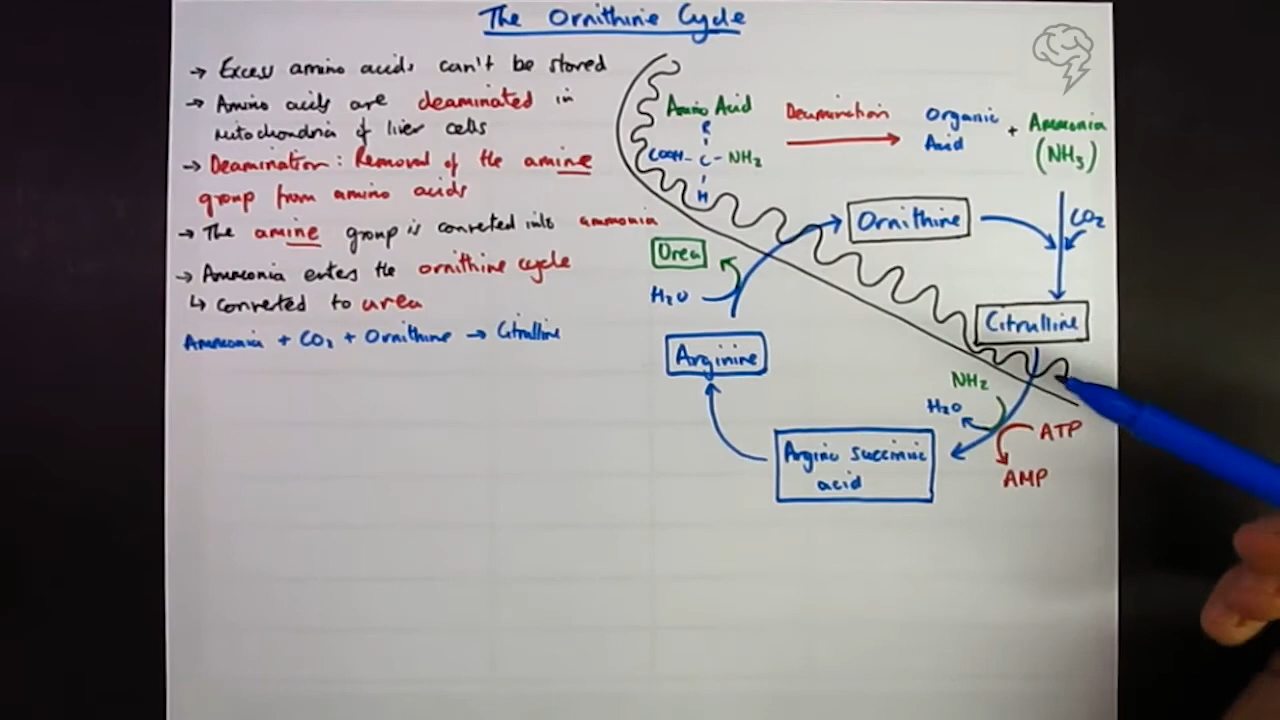 The Ornithine Cycle
→ Excess amino acids can't be stored
→ Amino acids are deaminated in
mitochondria of liver cells
→ Deamination: Removal of the amine
group from amino acids
→ The amine group is converted into ammonia
→ Ammonia enters the ornithine cycle
↳ converted to urea
Ammonia + CO₂ + Ornithine → Citrulline
Amino Acid
R
COOH - C - NH₂
H
Deamination
Organic
Acid
+ Ammonia
(NH₃)
Ornithine
CO₂
Urea
H₂O
Citrulline
Arginine
NH₂
H₂O
ATP
AMP
Argino succinic
acid